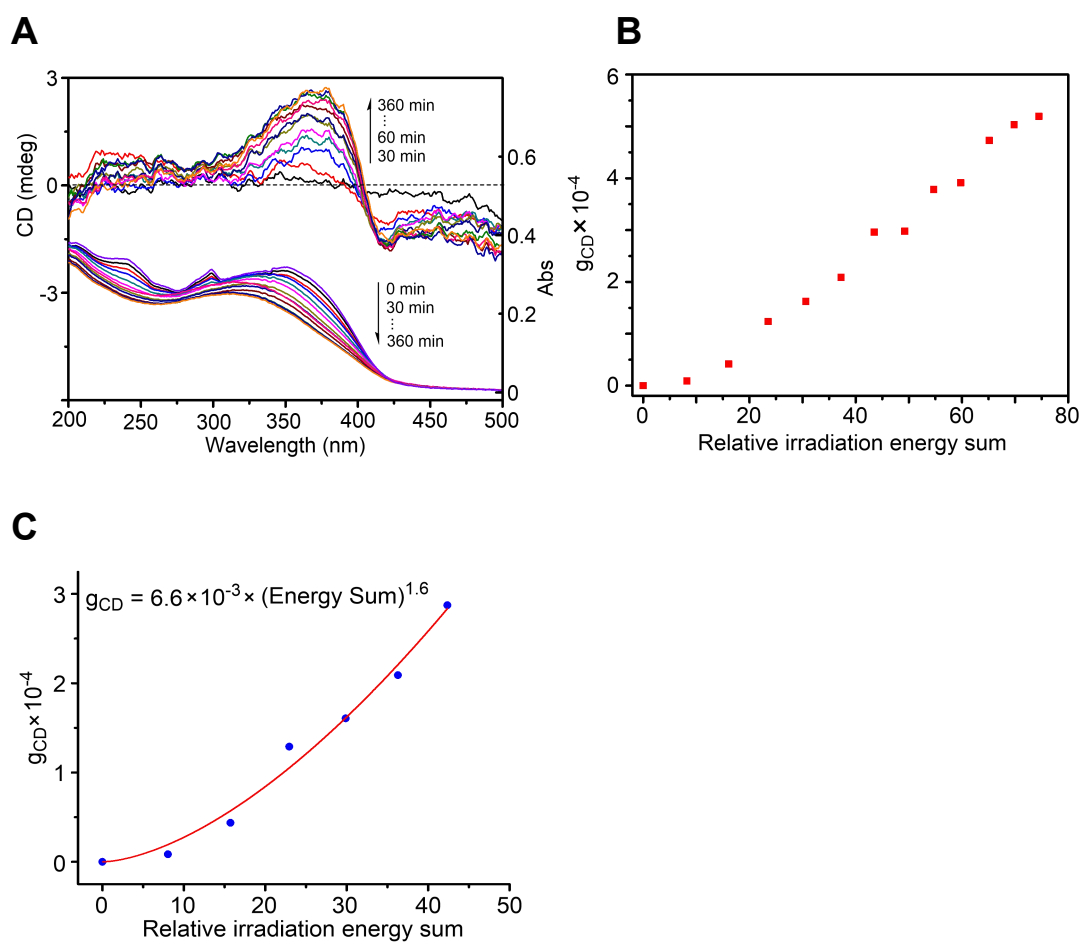 A
3
0
-3
CD (mdeg)
360 min
⋮
60 min
30 min
0 min
30 min
⋮
360 min
0.6
0.4
0.2
0
Abs
200 250 300 350 400 450 500
Wavelength (nm)
B
6
4
2
0
gCD × 10-4
0 20 40 60 80
Relative irradiation energy sum
C
gCD = 6.6×10-3× (Energy Sum)1.6
3
2
1
0
gCD×10-4
0 10 20 30 40 50
Relative irradiation energy sum